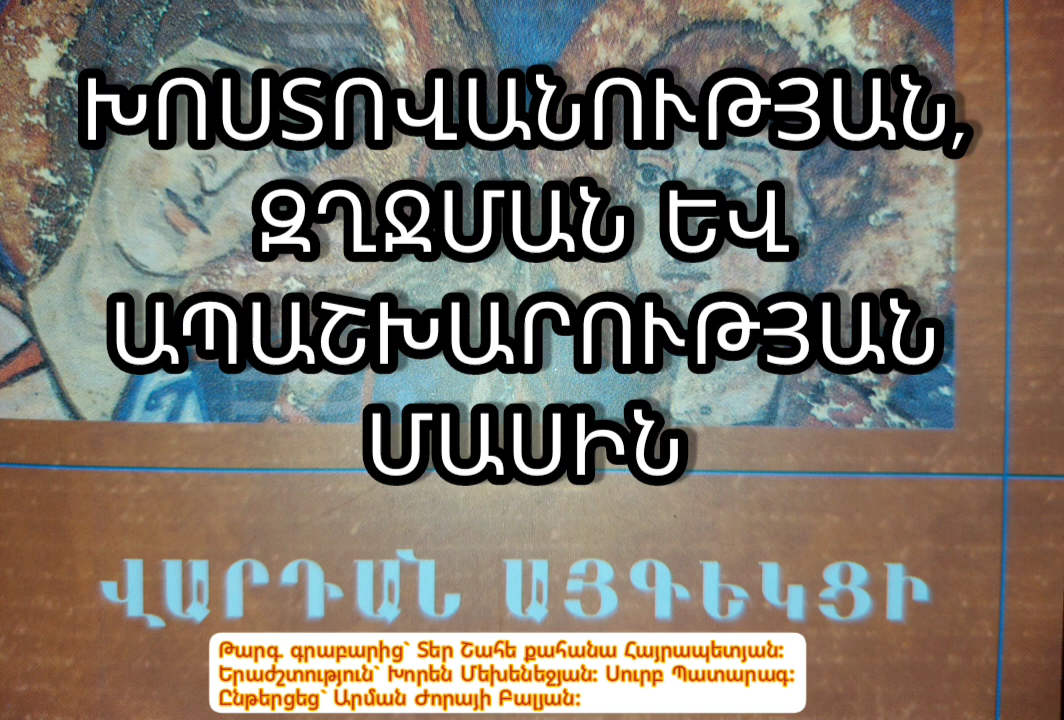 ԽՈՍՏՈՎԱՆՈՒԹՅԱՆ,
ԶՂՋՄԱՆ ԵՎ
ԱՊԱՇԽԱՐՈՒԹՅԱՆ
ՄԱՍԻՆ
ՎԱՐԴԱՆ ԱՅԳԵԿՑԻ
Թարգ. գրաբարից՝ Տեր Շահե քահանա Հայրապետյան:
Երաժշտություն՝ Խորեն Մեխենեջյան: Սուրբ Պատարագ:
Ընթերցեց՝ Արման Ժորայի Բալյան: